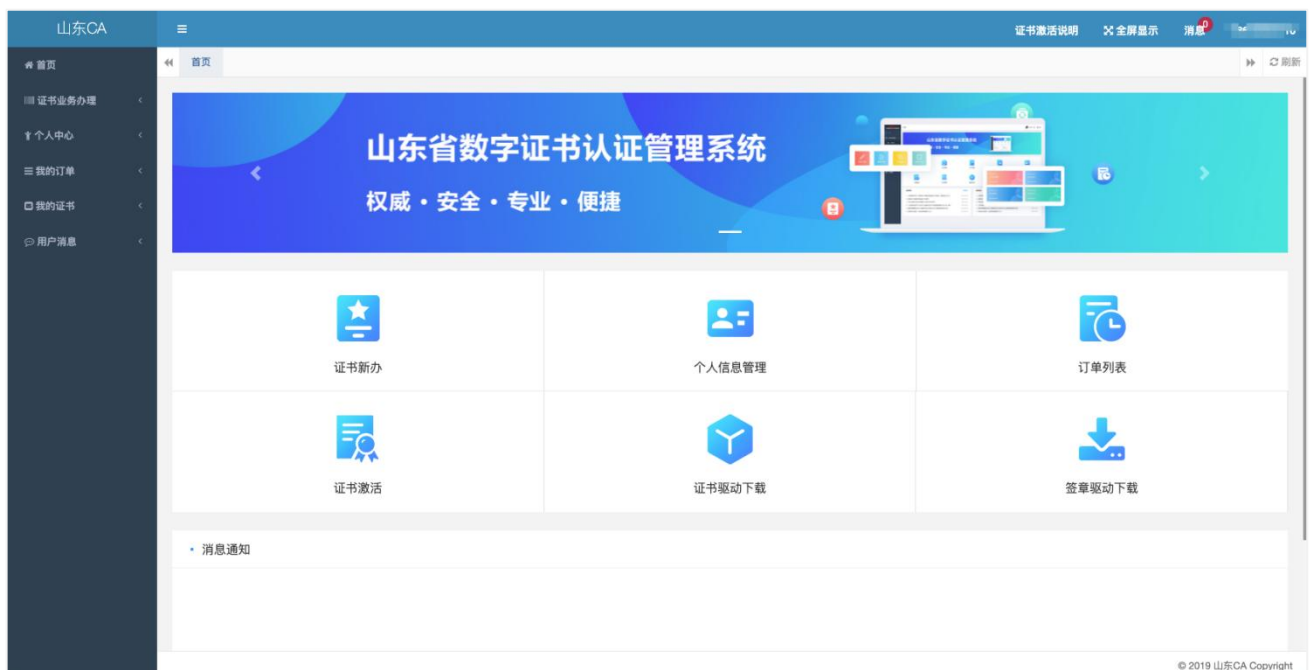 山东CA
证书激活说明 全屏显示 消息 0
首页
首页
刷新
证书业务办理
个人中心
我的订单
我的证书
用户消息
山东省数字证书认证管理系统
权威·安全·专业·便捷
证书新办 个人信息管理 订单列表
证书激活 证书驱动下载 签章驱动下载
消息通知
© 2019 山东CA Copyright